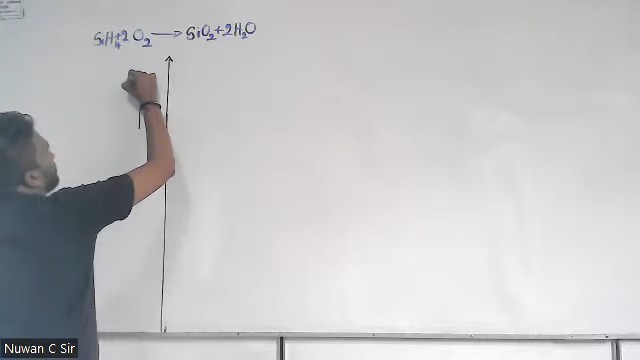 SiH₄+2O₂ → SiO₂+2H₂O
Nuwan C Sir